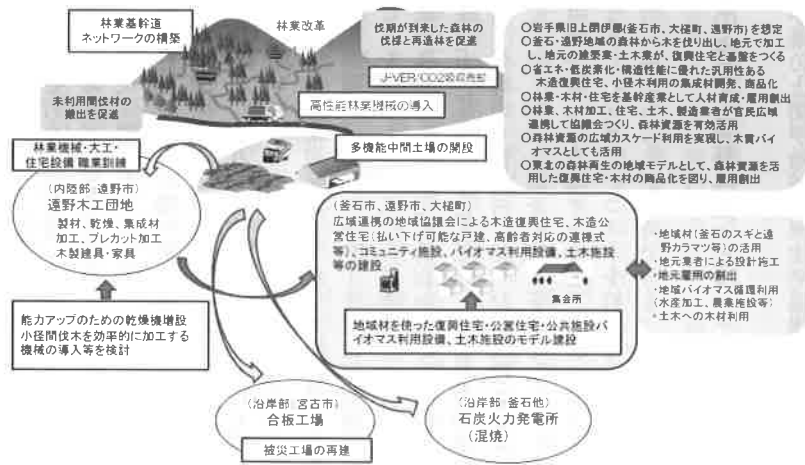 林業基幹道
ネットワークの構築
林業改革
伐期が到来した森林の
伐採と再造林を促進
J-VER/CO2吸収売却
高性能林業機械の導入
未利用間伐材の
搬出を促進
多機能中間土場の開設
林業機械・大工・
住宅設備 職業訓練
○岩手県旧上閉伊郡(釜石市、大槌町、遠野市)を想定
○釜石・遠野地域の森林から木を伐り出し、地元で加工
し、地元の建築業・土木業が、復興住宅と基盤をつくる
○省エネ・低炭素化・構造性能に優れた汎用性ある
木造復興住宅、小径木利用の集成材開発、商品化
○林業・木材・住宅を基幹産業として人材育成・雇用創出
○林業、木材加工、住宅、土木、製造業者が官民広域
連携して協議会つくり、森林資源を有効活用
○森林資源の広域カスケード利用を実現し、木質バイ
オマスとしても活用
○東北の森林再生の地域モデルとして、森林資源を活
用した復興住宅・木材の商品化を図り、雇用創出
(内陸部:遠野市)
遠野木工団地
製材、乾燥、集成材
加工、プレカット加工
木製建具・家具
(釜石市、遠野市、大槌町)
広域連携の地域協議会による木造復興住宅、木造公
営住宅(払い下げ可能な戸建、高齢者対応の連棟式
等)、コミュニティ施設、バイオマス利用設備、土木施設
等の建設
集会所
地域材を使った復興住宅・公営住宅・公共施設バ
イオマス利用設備、土木施設のモデル建設
・地域材(釜石のスギと遠
野カラマツ等)の活用
・地元業者による設計施工
・地元雇用の創出
・地域バイオマス循環利用
(水産加工、農業施設等)
・土木への木材利用
能力アップのための乾燥機増設
小径間伐木を効率的に加工する
機械の導入等を検討
(沿岸部:宮古市)
合板工場
被災工場の再建
(沿岸部:釜石他)
石炭火力発電所
(混焼)